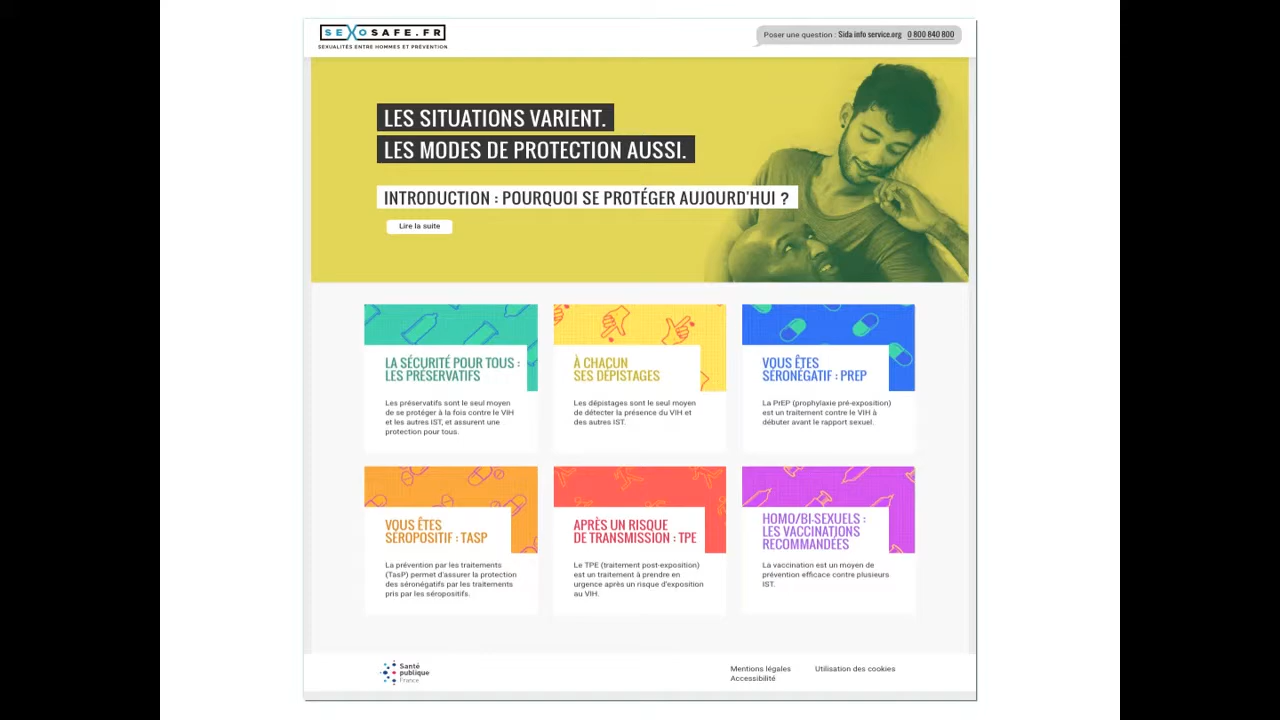 SEXOSAFE.FR
SEXUALITÉS ENTRE HOMMES ET PRÉVENTION
Poser une question : Sida info service.org 0 800 840 800
LES SITUATIONS VARIENT.
LES MODES DE PROTECTION AUSSI.
INTRODUCTION : POURQUOI SE PROTÉGER AUJOURD'HUI ?
Lire la suite
LA SÉCURITÉ POUR TOUS :
LES PRÉSERVATIFS
Les préservatifs sont le seul moyen
de se protéger à la fois contre le VIH
et les autres IST, et assurent une
protection pour tous.
À CHACUN
SES DÉPISTAGES
Les dépistages sont le seul moyen
de détecter la présence du VIH et
des autres IST.
VOUS ÊTES
SÉRONÉGATIF : PREP
La PrEP (prophylaxie pré-exposition)
est un traitement contre le VIH à
débuter avant le rapport sexuel.
VOUS ÊTES
SÉROPOSITIF : TASP
La prévention par les traitements
(TasP) permet d'assurer la protection
des séronégatifs par les traitements
pris par les séropositifs.
APRÈS UN RISQUE
DE TRANSMISSION : TPE
Le TPE (traitement post-exposition)
est un traitement à prendre en
urgence après un risque d'exposition
au VIH.
HOMO/BI-SEXUELS :
LES VACCINATIONS
RECOMMANDÉES
La vaccination est un moyen de
prévention efficace contre plusieurs
IST.
Santé
publique
France
Mentions légales
Utilisation des cookies
Accessibilité